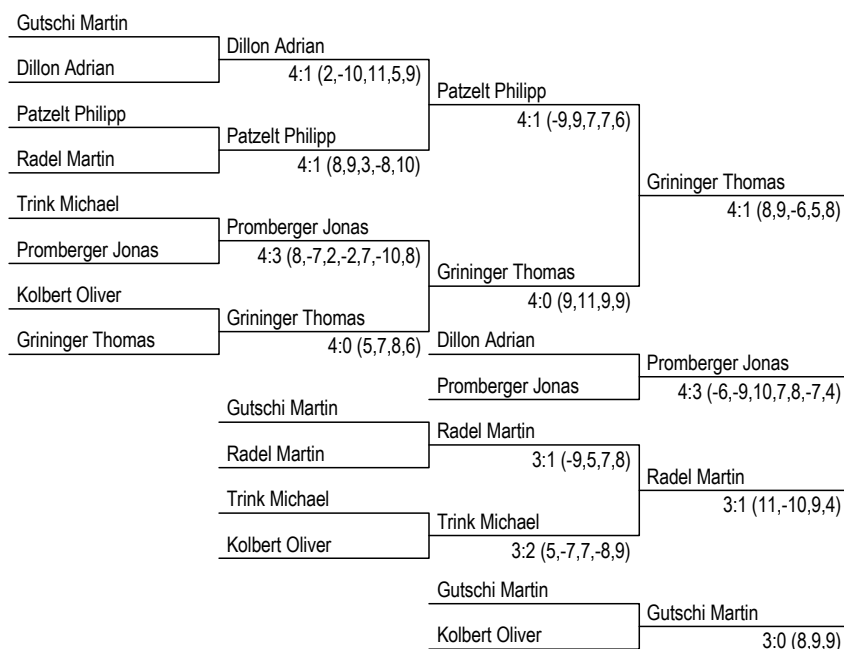 Gutschi Martin
Dillon Adrian
Dillon Adrian
4:1 (2,-10,11,5,9)
Patzelt Philipp
Patzelt Philipp
4:1 (-9,9,7,7,6)
Patzelt Philipp
Radel Martin
4:1 (8,9,3,-8,10)
Grininger Thomas
4:1 (8,9,-6,5,8)
Trink Michael
Promberger Jonas
Promberger Jonas
4:3 (8,-7,2,-2,7,-10,8)
Grininger Thomas
4:0 (9,11,9,9)
Kolbert Oliver
Grininger Thomas
Grininger Thomas
4:0 (5,7,8,6)
Dillon Adrian
Promberger Jonas
Promberger Jonas
4:3 (-6,-9,10,7,8,-7,4)
Gutschi Martin
Radel Martin
Radel Martin
3:1 (-9,5,7,8)
Radel Martin
3:1 (11,-10,9,4)
Trink Michael
Trink Michael
Kolbert Oliver
3:2 (5,-7,7,-8,9)
Gutschi Martin
Gutschi Martin
Kolbert Oliver
3:0 (8,9,9)